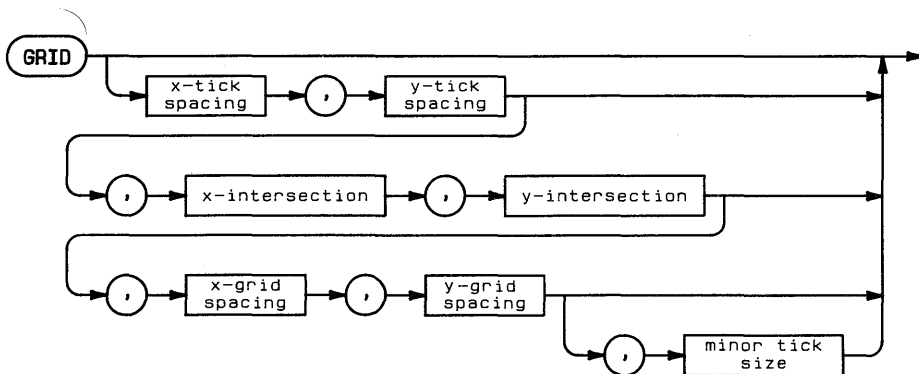 GRID
x-tick
spacing
,
y-tick
spacing
,
x-intersection
,
y-intersection
,
x-grid
spacing
,
y-grid
spacing
,
minor tick
size